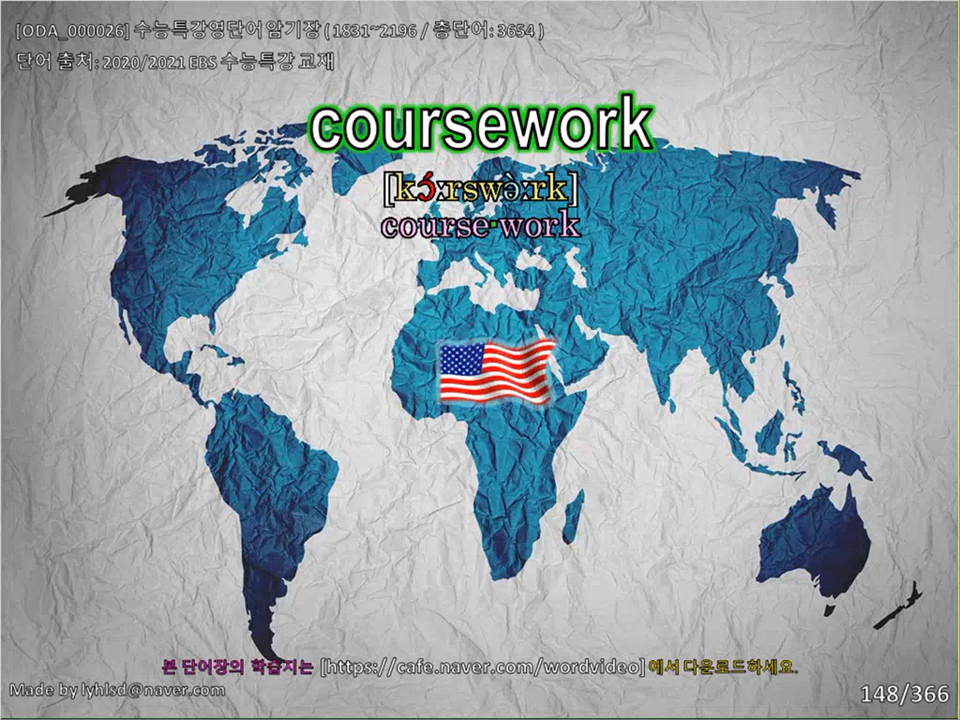 [ODA_000026] 수능특강영단어 암기장 ( 1831~2196 / 총단어: 3654 )
단어 출처: 2020/2021 EBS 수능특강 교재
coursework
[kɔ́ːrswə̀ːrk]
course·work
본 단어장의 학습지는 [https://cafe.naver.com/wordvideo] 에서 다운로드하세요.
Made by lyhlsd@naver.com
148/366